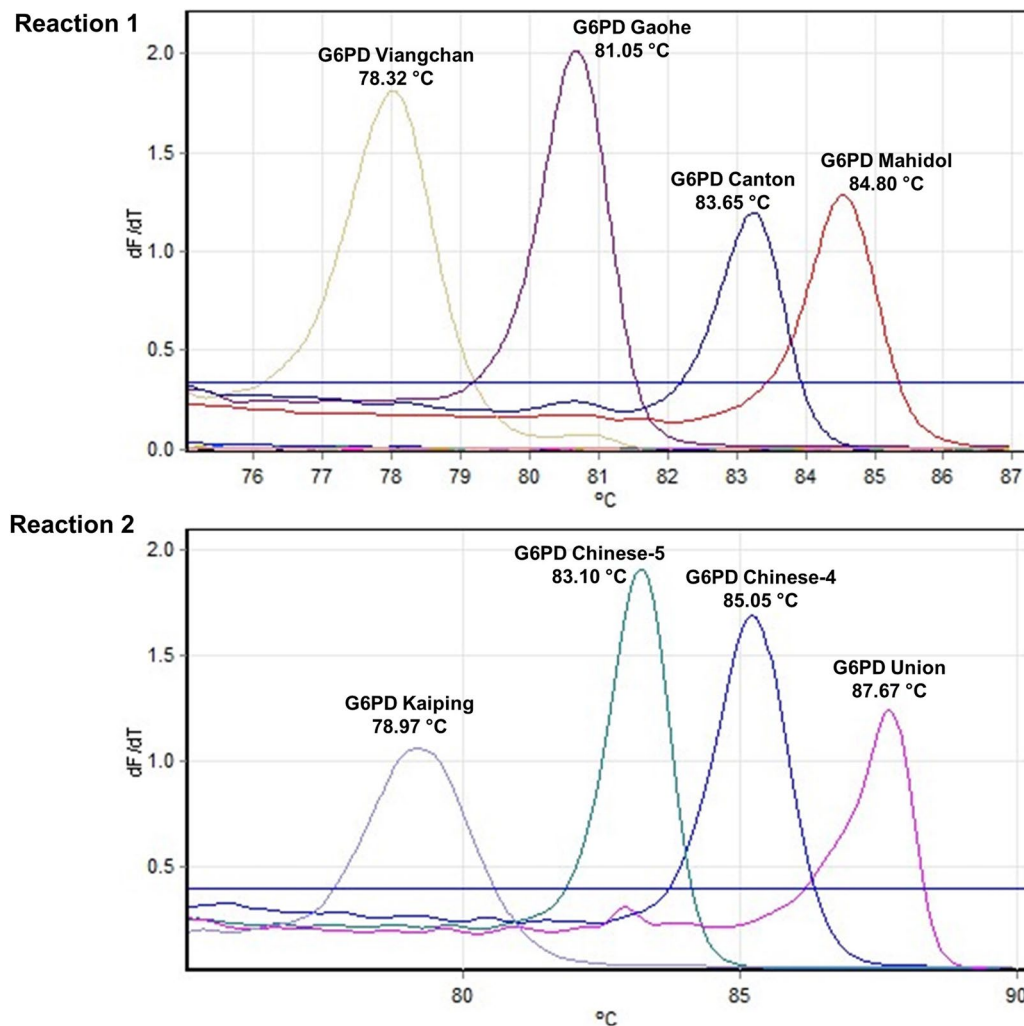 Reaction 1
G6PD Viangchan
78.32 °C
G6PD Gaohe
81.05 °C
G6PD Canton
83.65 °C
G6PD Mahidol
84.80 °C
dF/dT
2.0
1.5
1.0
0.5
0.0
76 77 78 79 80 81 82 83 84 85 86 87
°C
Reaction 2
G6PD Kaiping
78.97 °C
G6PD Chinese-5
83.10 °C
G6PD Chinese-4
85.05 °C
G6PD Union
87.67 °C
dF/dT
2.0
1.5
1.0
0.5
80 85 90
°C